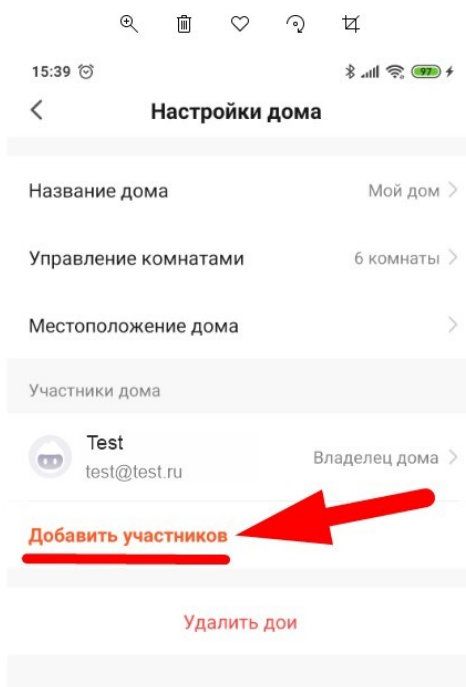 15:39 97
Настройки дома
Название дома Мой дом
Управление комнатами 6 комнаты
Местоположение дома
Участники дома
Test
test@test.ru Владелец дома
Добавить участников
Удалить дои